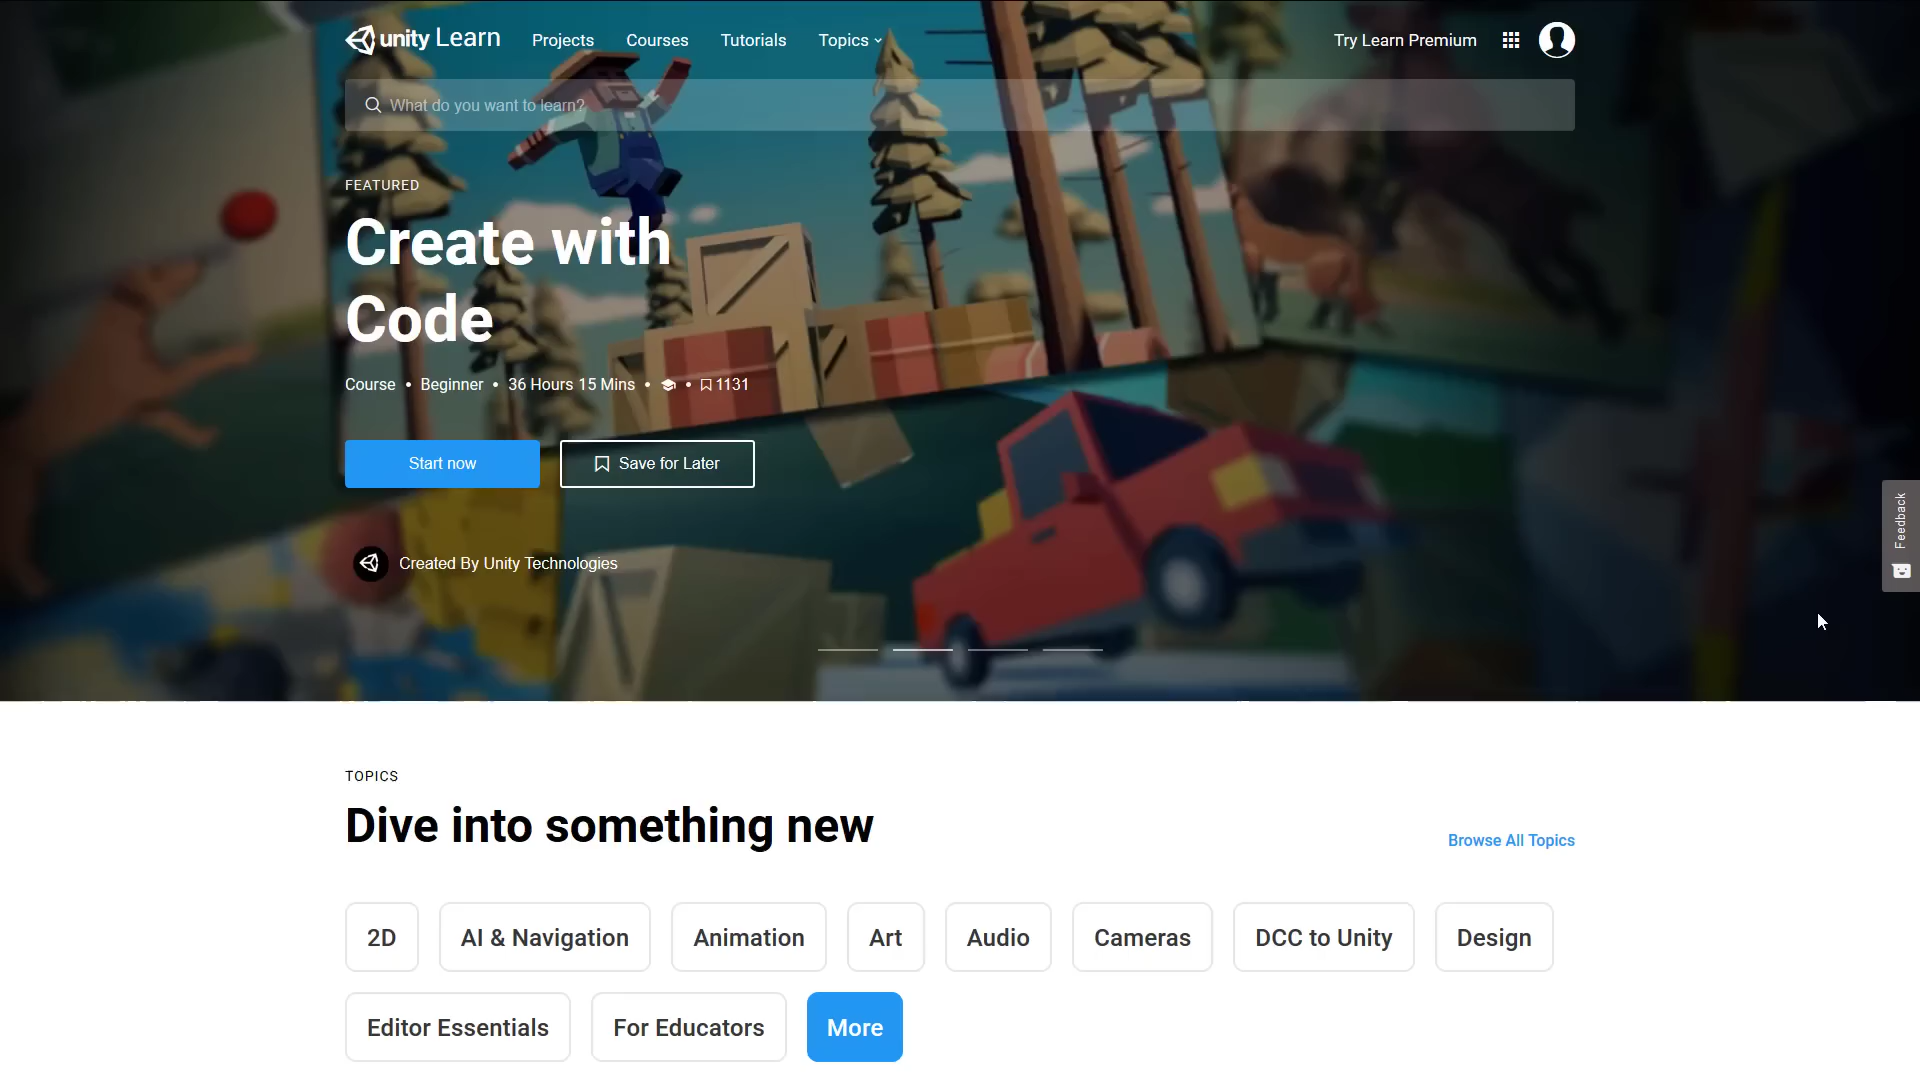 unity Learn Projects Courses Tutorials Topics Try Learn Premium
What do you want to learn?
FEATURED
Create with
Code
Course • Beginner • 36 Hours 15 Mins • • 1131
Start now Save for Later
Feedback
Created By Unity Technologies
TOPICS
Dive into something new
Browse All Topics
2D AI & Navigation Animation Art Audio Cameras DCC to Unity Design
Editor Essentials For Educators More